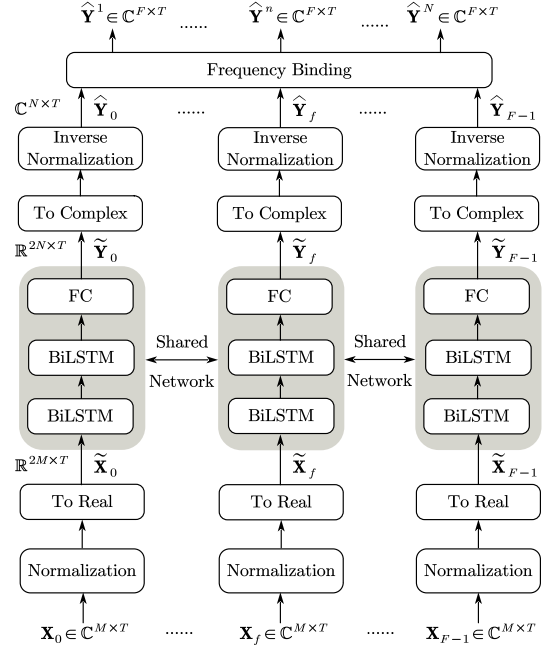 Ŷ¹ ∈ ℂ^{F×T} ...... Ŷⁿ ∈ ℂ^{F×T} ...... Ŷᴺ ∈ ℂ^{F×T}
Frequency Binding
ℂ^{N×T} Ŷ₀ ...... Ŷ_f ...... Ŷ_{F−1}
Inverse Normalization Inverse Normalization Inverse Normalization
To Complex To Complex To Complex
ℝ^{2N×T} Ỹ₀ Ỹ_f Ỹ_{F−1}
FC FC FC
Shared Shared
BiLSTM BiLSTM BiLSTM
Network Network
BiLSTM BiLSTM BiLSTM
ℝ^{2M×T} X̃₀ X̃_f X̃_{F−1}
To Real To Real To Real
Normalization Normalization Normalization
X₀ ∈ ℂ^{M×T} ...... X_f ∈ ℂ^{M×T} ...... X_{F−1} ∈ ℂ^{M×T}